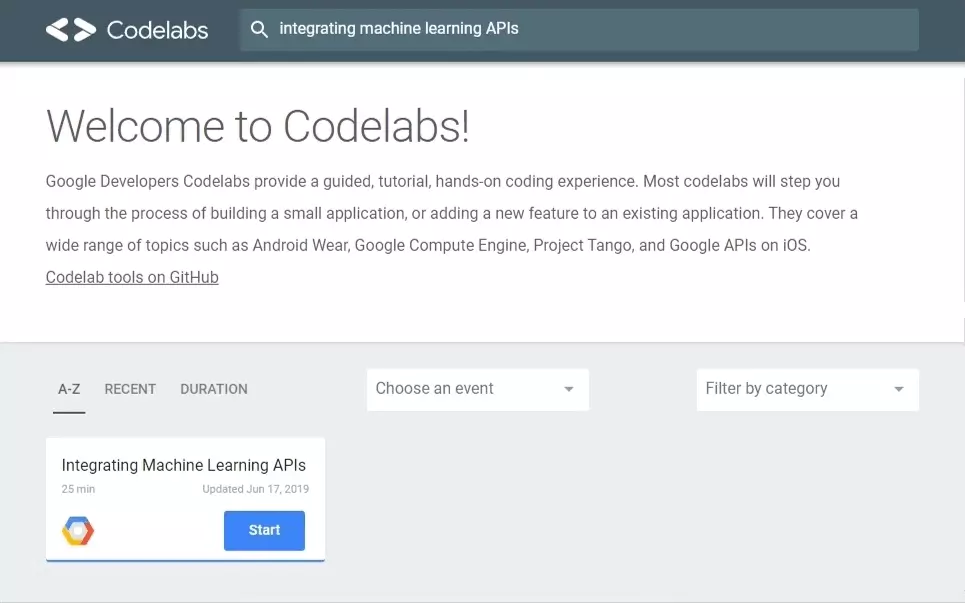 Codelabs
integrating machine learning APIs
Welcome to Codelabs!
Google Developers Codelabs provide a guided, tutorial, hands-on coding experience. Most codelabs will step you
through the process of building a small application, or adding a new feature to an existing application. They cover a
wide range of topics such as Android Wear, Google Compute Engine, Project Tango, and Google APIs on iOS.
Codelab tools on GitHub
A-Z RECENT DURATION
Choose an event
Filter by category
Integrating Machine Learning APIs
25 min Updated Jun 17, 2019
Start